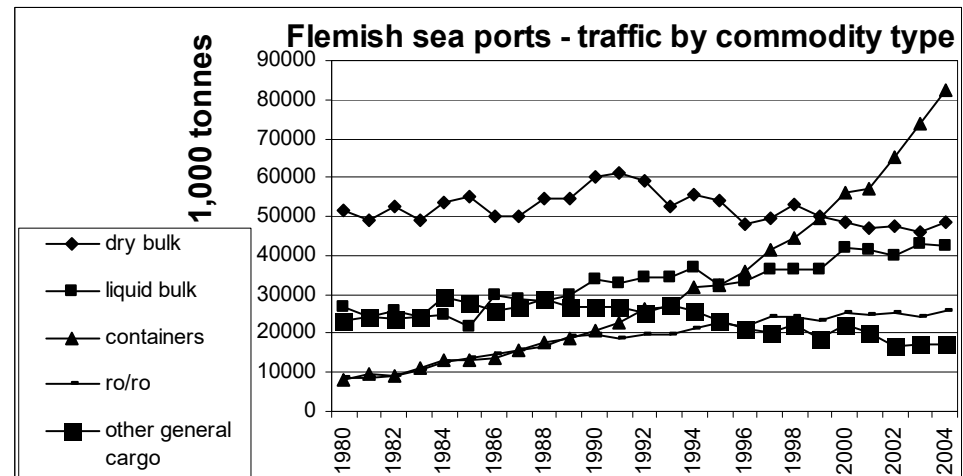 Flemish sea ports - traffic by commodity type
1,000 tonnes
90000
80000
70000
60000
50000
40000
30000
20000
10000
0
1980
1982
1984
1986
1988
1990
1992
1994
1996
1998
2000
2002
2004
dry bulk
liquid bulk
containers
ro/ro
other general
cargo